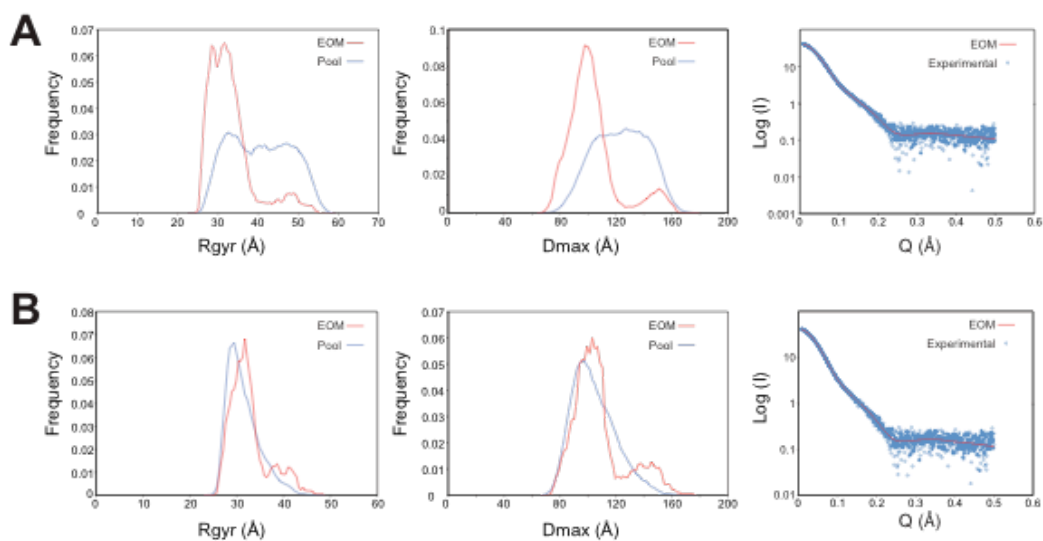 A
0.07
0.06
0.05
0.04
0.03
0.02
0.01
0
Frequency
EOM
Pool
0 10 20 30 40 50 60 70
Rgyr (Å)
0.1
0.08
0.06
0.04
0.02
0
Frequency
EOM
Pool
0 40 80 120 160 200
Dmax (Å)
10
1
0.1
0.001
Log (I)
EOM
Experimental
0 0.1 0.2 0.3 0.4 0.5 0.6
Q (Å)
B
0.08
0.07
0.06
0.05
0.04
0.03
0.02
0.01
0
Frequency
EOM
Pool
0 10 20 30 40 50 60
Rgyr (Å)
0.07
0.06
0.05
0.04
0.03
0.02
0.01
0
Frequency
EOM
Pool
0 40 80 120 160 200
Dmax (Å)
10
1
0.1
0.01
Log (I)
EOM
Experimental
0 0.1 0.2 0.3 0.4 0.5 0.6
Q (Å)